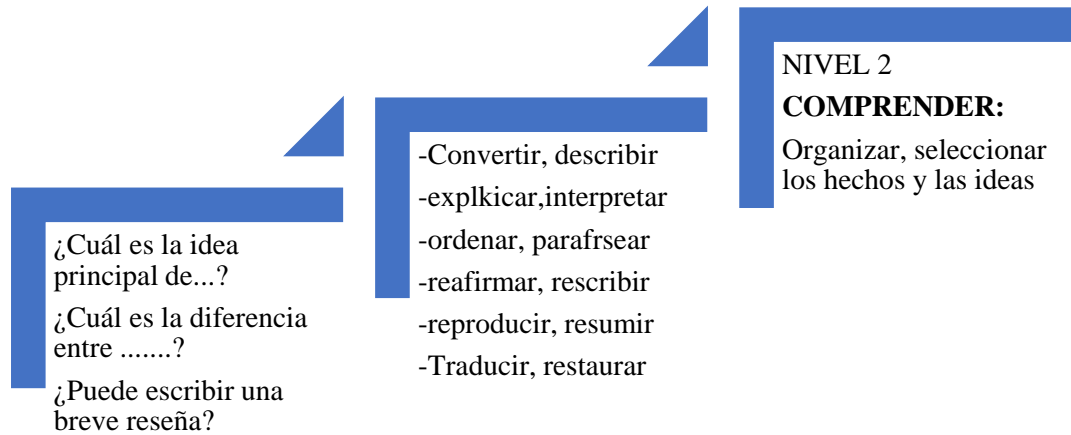 ¿Cuál es la idea
principal de...?
¿Cuál es la diferencia
entre .......?
¿Puede escribir una
breve reseña?
-Convertir, describir
-explkicar,interpretar
-ordenar, parafrsear
-reafirmar, rescribir
-reproducir, resumir
-Traducir, restaurar
NIVEL 2
COMPRENDER:
Organizar, seleccionar
los hechos y las ideas